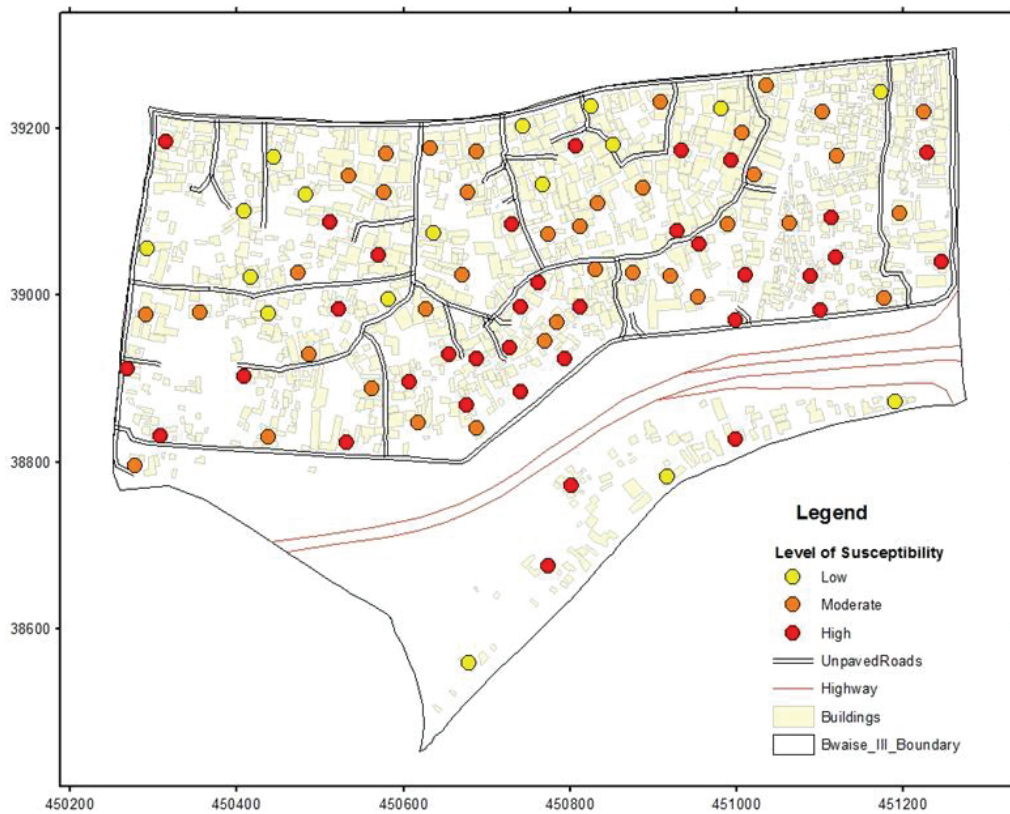 39200
39000
38800
38600
450200
450400
450600
450800
451000
451200
Legend
Level of Susceptibility
Low
Moderate
High
UnpavedRoads
Highway
Buildings
Bwaise_III_Boundary